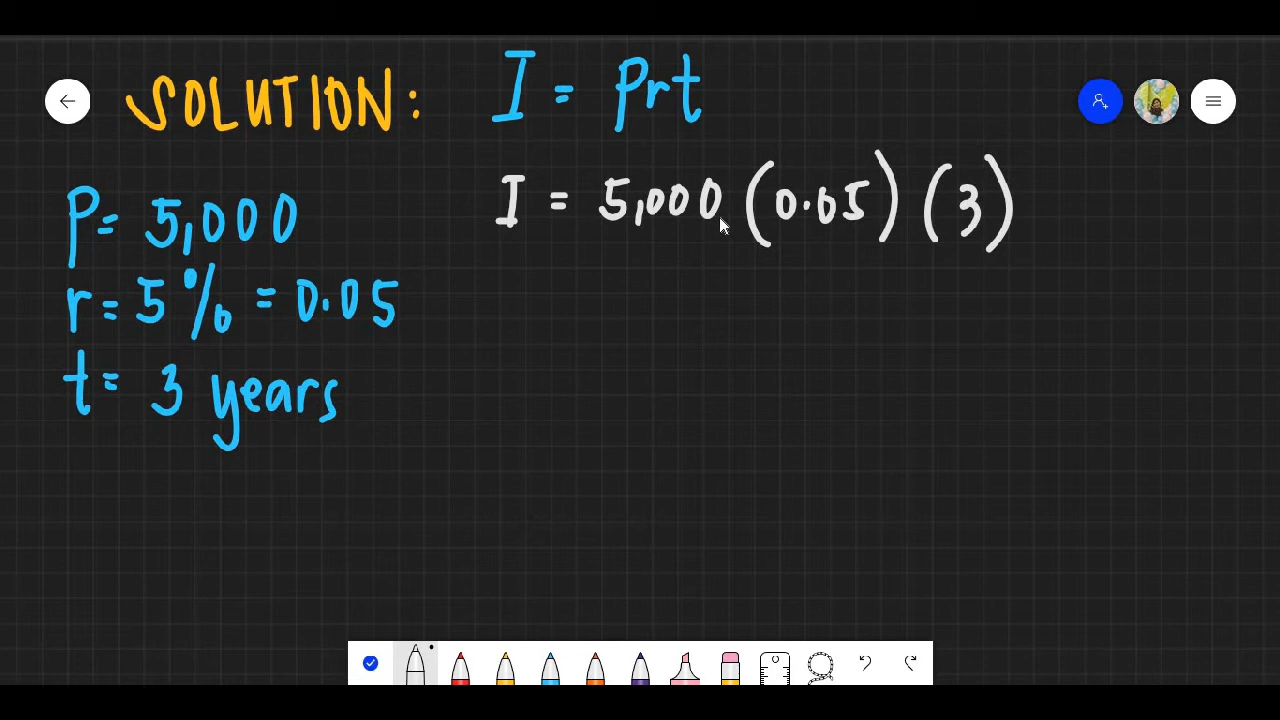 SOLUTION: I = Prt
I = 5,000 (0.05) (3)
P= 5,000
r= 5% = 0.05
t= 3 years